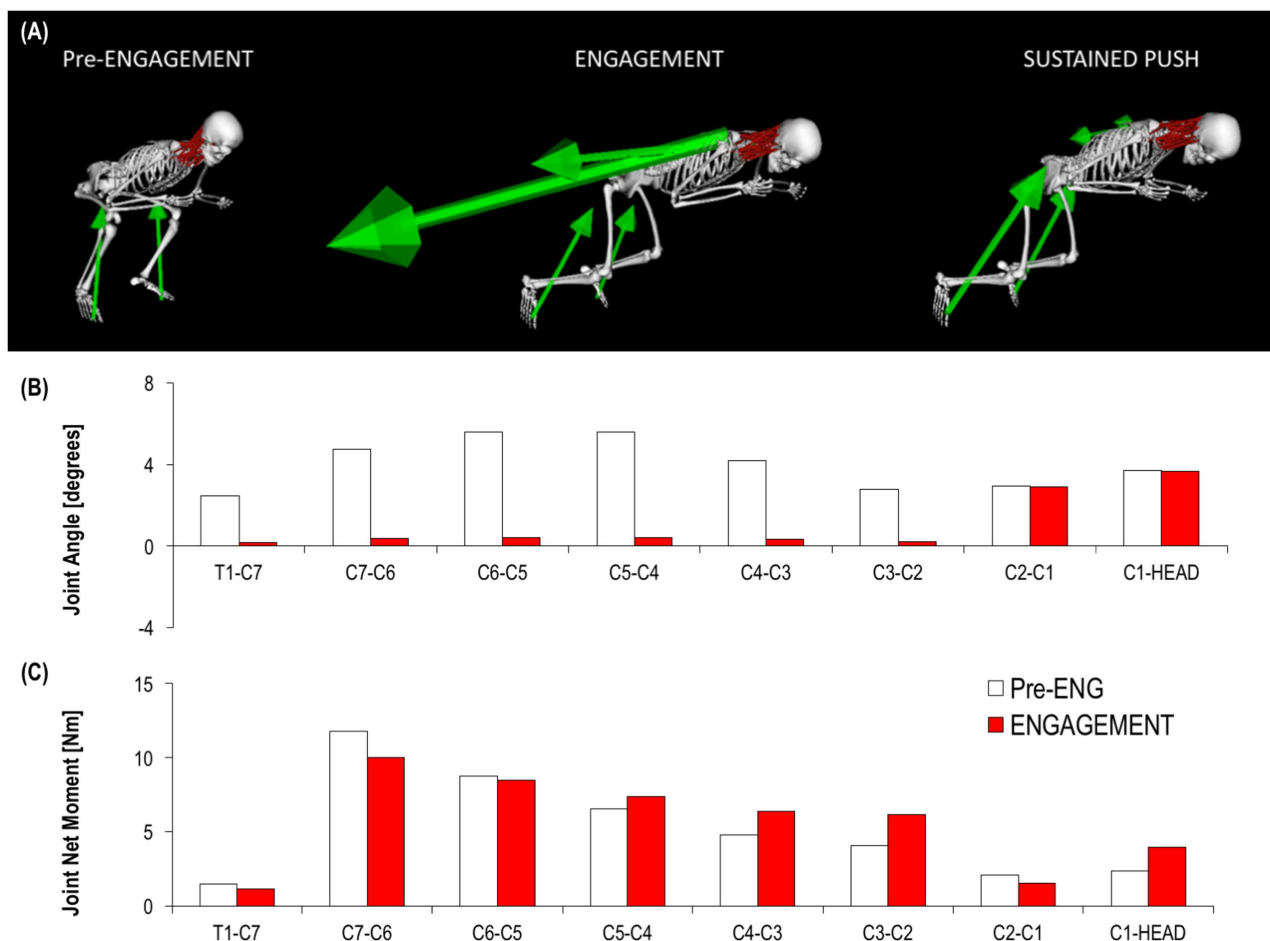 (A)
Pre-ENGAGEMENT ENGAGEMENT SUSTAINED PUSH
(B)
Joint Angle [degrees]
8
4
0
-4
T1-C7 C7-C6 C6-C5 C5-C4 C4-C3 C3-C2 C2-C1 C1-HEAD
(C)
Joint Net Moment [Nm]
15
10
5
0
Pre-ENG
ENGAGEMENT
T1-C7 C7-C6 C6-C5 C5-C4 C4-C3 C3-C2 C2-C1 C1-HEAD